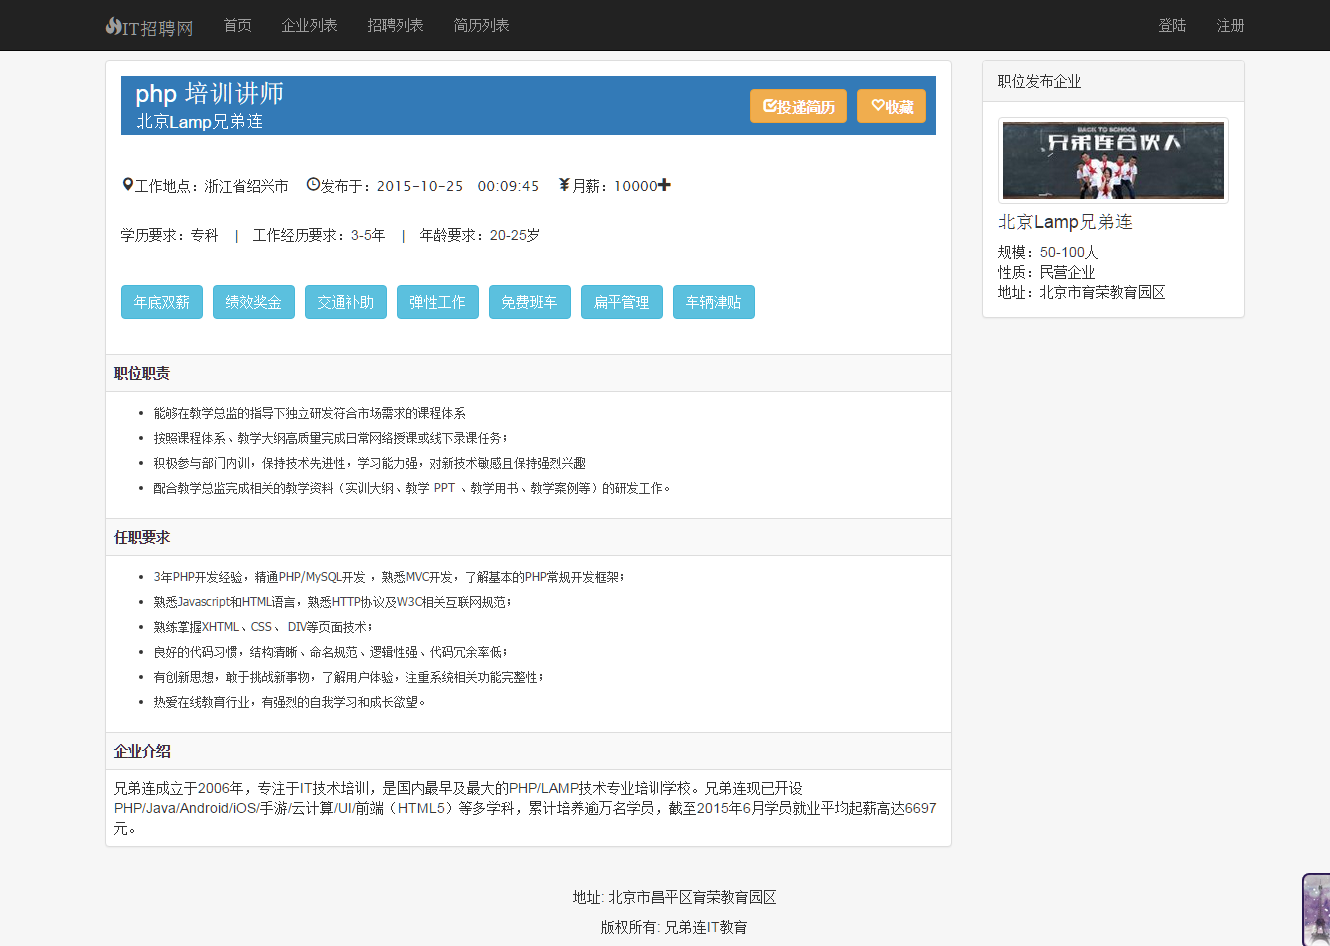 IT招聘网 首页 企业列表 招聘列表 简历列表 登陆 注册
php 培训讲师
北京Lamp兄弟连
投递简历 收藏
工作地点：浙江省绍兴市 发布于：2015-10-25 00:09:45 月薪：10000
学历要求：专科 | 工作经历要求：3-5年 | 年龄要求：20-25岁
年底双薪 绩效奖金 交通补助 弹性工作 免费班车 扁平管理 车辆津贴
职位职责
能够在教学总监的指导下独立研发符合市场需求的课程体系
按照课程体系、教学大纲高质量完成日常网络授课或线下录课任务；
积极参与部门内训，保持技术先进性，学习能力强，对新技术敏感且保持强烈兴趣
配合教学总监完成相关的教学资料（实训大纲、教学 PPT 、教学用书、教学案例等）的研发工作。
任职要求
3年PHP开发经验，精通PHP/MySQL开发 ，熟悉MVC开发，了解基本的PHP常规开发框架；
熟悉Javascript和HTML语言，熟悉HTTP协议及W3C相关互联网规范；
熟练掌握XHTML、CSS 、 DIV等页面技术；
良好的代码习惯，结构清晰、命名规范、逻辑性强、代码冗余率低；
有创新思想，敢于挑战新事物，了解用户体验，注重系统相关功能完整性；
热爱在线教育行业，有强烈的自我学习和成长欲望。
企业介绍
兄弟连成立于2006年，专注于IT技术培训，是国内最早及最大的PHP/LAMP技术专业培训学校。兄弟连现已开设
PHP/Java/Android/iOS/手游/云计算/UI/前端（HTML5）等多学科，累计培养逾万名学员，截至2015年6月学员就业平均起薪高达6697
元。
职位发布企业
BACK TO SCHOOL
兄弟连合伙人
北京Lamp兄弟连
规模：50-100人
性质：民营企业
地址：北京市育荣教育园区
地址: 北京市昌平区育荣教育园区
版权所有: 兄弟连IT教育